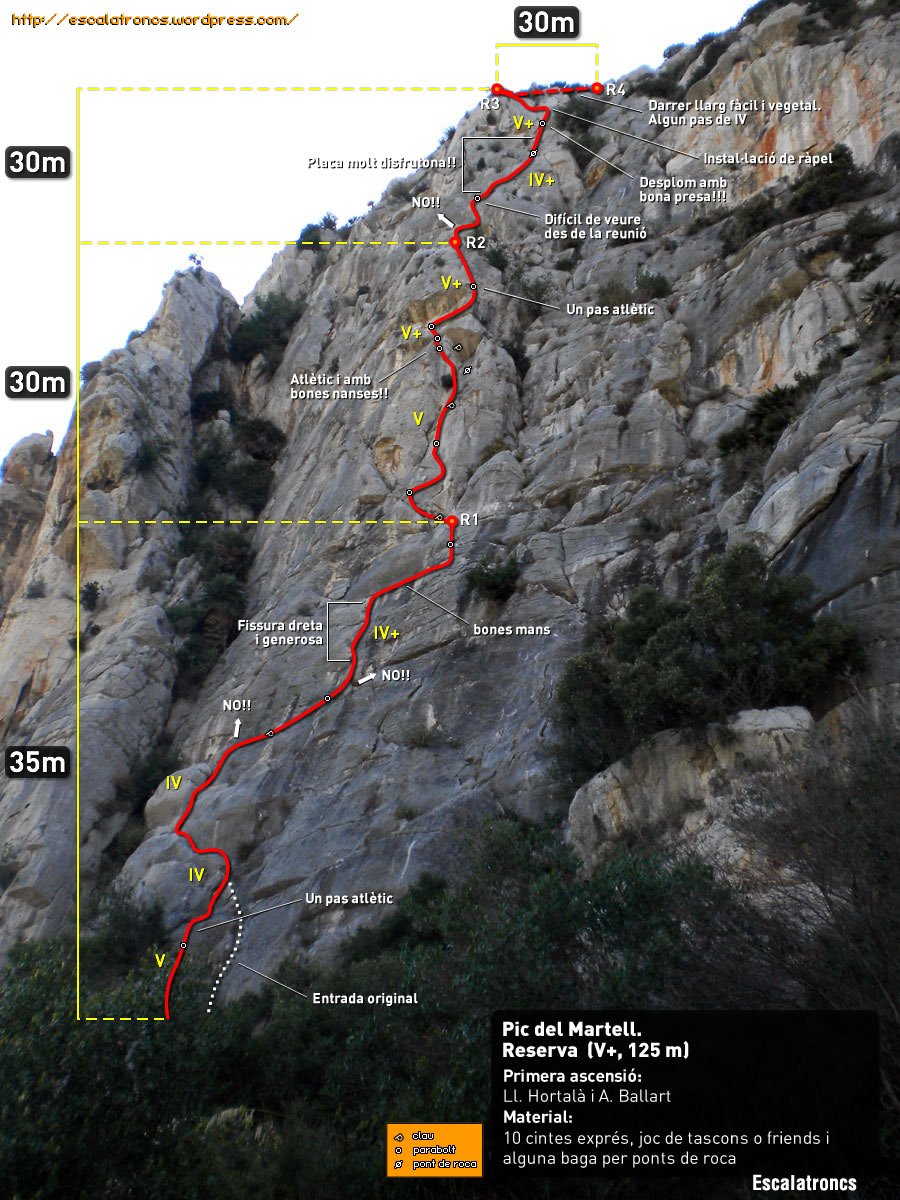 http://escalatroncs.wordpress.com/
30m
R3
R4
Darrer llarg fàcil i vegetal.
Algun pas de IV
V+
30m
Placa molt disfrutona!!
Instal·lació de ràpel
IV+
Desplom amb
bona presa!!!
NO!!
Difícil de veure
des de la reunió
R2
V+
Un pas atlètic
V+
30m
Atlètic i amb
bones nanses!!
V
R1
Fissura dreta
i generosa
IV+
bones mans
NO!!
NO!!
35m
IV
IV
Un pas atlètic
V
Entrada original
Pic del Martell.
Reserva (V+, 125 m)
Primera ascensió:
Ll. Hortalà i A. Ballart
Material:
10 cintes exprés, joc de tascons o friends i
alguna baga per ponts de roca
clau
parabolt
pont de roca
Escalatroncs